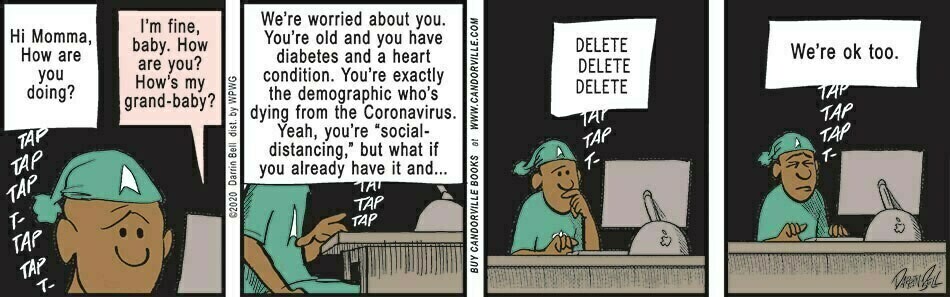 Hi Momma,
How are
you
doing?
I'm fine,
baby. How
are you?
How's my
grand-baby?
TAP
TAP
TAP
T-
TAP
TAP
T-
©2020 Darrin Bell dist. by WPWG
We're worried about you.
You're old and you have
diabetes and a heart
condition. You're exactly
the demographic who's
dying from the Coronavirus.
Yeah, you're "social-
distancing," but what if
you already have it and...
TAP
TAP
TAP
BUY CANDORVILLE BOOKS at WWW.CANDORVILLE.COM
DELETE
DELETE
DELETE
TAP
TAP
T-
We're ok too.
TAP
TAP
TAP
T-
DARRIN BELL